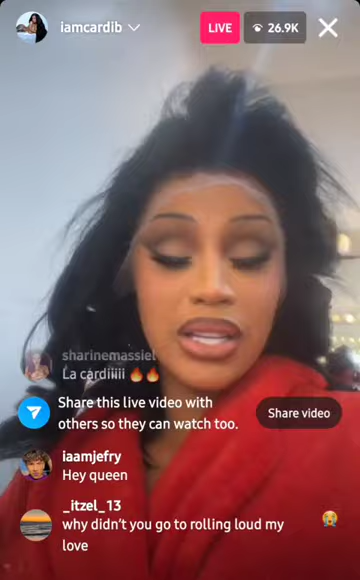 iamcardib
LIVE
26.9K
sharinemassiel
La cardiiiii 🔥🔥
Share this live video with
others so they can watch too.
Share video
iaamjefry
Hey queen
_itzel_13
why didn't you go to rolling loud my 😭
love